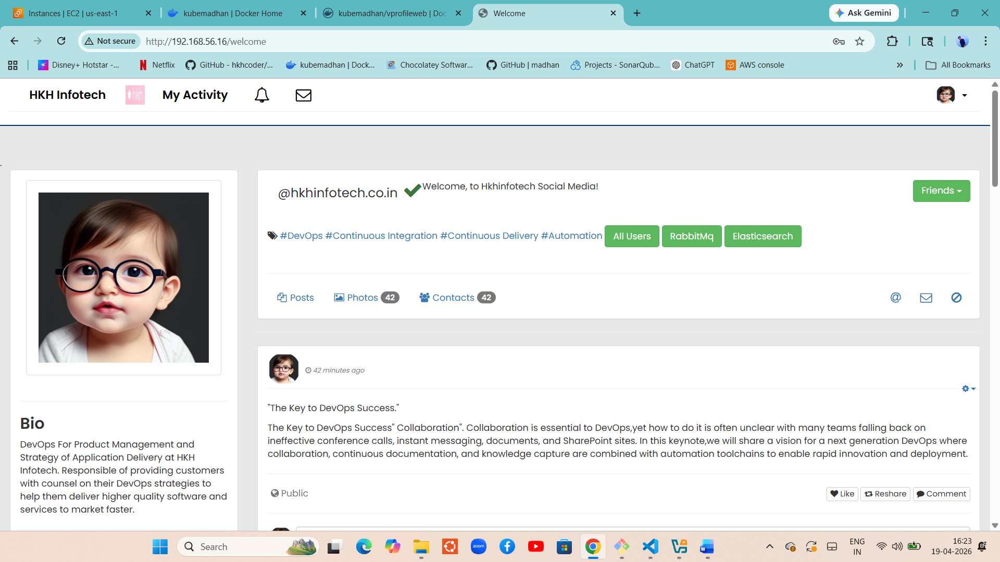 Instances | EC2 | us-east-1
kubemadhan | Docker Home
kubemadhan/vprofileweb | Doc
Welcome
Ask Gemini
Not secure
http://192.168.56.16/welcome
Disney+ Hotstar -...
Netflix
GitHub - hkhcoder/...
kubemadhan | Dock...
Chocolatey Softwar...
GitHub | madhan
Projects - SonarQub...
ChatGPT
AWS console
All Bookmarks
HKH Infotech
hkh
My Activity
.
@hkhinfotech.co.in
Welcome, to Hkhinfotech Social Media!
Friends
#DevOps #Continuous Integration #Continuous Delivery #Automation
All Users
RabbitMq
Elasticsearch
Posts
Photos 42
Contacts 42
@
42 minutes ago
"The Key to DevOps Success."
The Key to DevOps Success" Collaboration". Collaboration is essential to DevOps,yet how to do it is often unclear with many teams falling back on
ineffective conference calls, instant messaging, documents, and SharePoint sites. In this keynote,we will share a vision for a next generation DevOps where
collaboration, continuous documentation, and knowledge capture are combined with automation toolchains to enable rapid innovation and deployment.
Public
Like
Reshare
Comment
Bio
DevOps For Product Management and
Strategy of Application Delivery at HKH
Infotech. Responsible of providing customers
with counsel on their DevOps strategies to
help them deliver higher quality software and
services to market faster.
Search
zoom
ENG
IN
16:23
19-04-2026